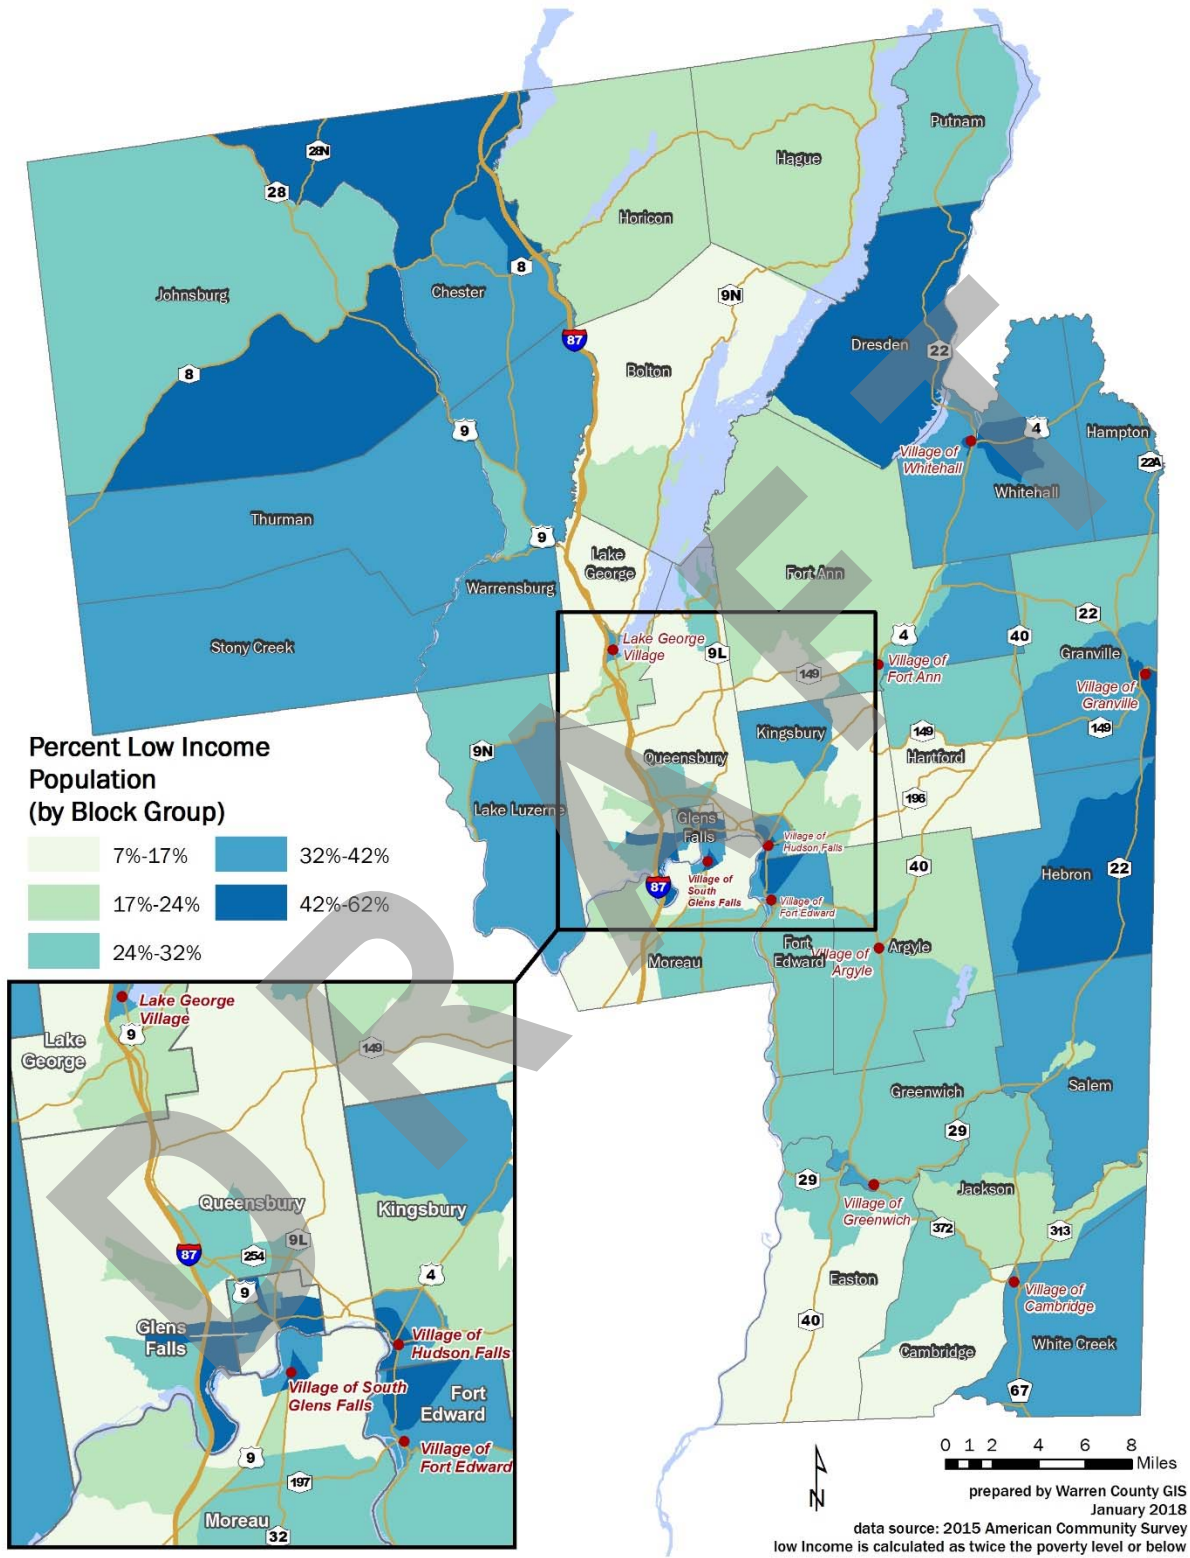 Putnam
Hague
28N
28
Horicon
8
Chester
Johnsburg
9N
87
Dresden
22
Bolton
8
9
4
Hampton
Village of
Whitehall
22A
Whitehall
Thurman
9
Lake
George
Fort Ann
Warrensburg
22
4
40
Stony Creek
Lake George
Village
9L
Granville
Village of
Fort Ann
149
Village of
Granville
149
149
Kingsbury
Hartford
9N
Queensbury
196
Lake Luzerne
Glens
Falls
Village of
Hudson Falls
40
22
Hebron
87
Village of
South
Glens Falls
Village of
Fort Edward
Fort
Edward
Village of
Argyle
Argyle
Moreau
Greenwich
Salem
29
29
Village of
Greenwich
Jackson
372
313
Easton
Village of
Cambridge
40
Cambridge
White Creek
67
Percent Low Income
Population
(by Block Group)
7%-17%
32%-42%
17%-24%
42%-62%
24%-32%
Lake George
Village
9
Lake
George
149
Queensbury
Kingsbury
9L
87
254
4
9
Glens
Falls
Village of
Hudson Falls
Village of South
Glens Falls
Fort
Edward
Village of
Fort Edward
9
197
Moreau
32
DRAFT
N
0 1 2 4 6 8
Miles
prepared by Warren County GIS
January 2018
data source: 2015 American Community Survey
low Income is calculated as twice the poverty level or below